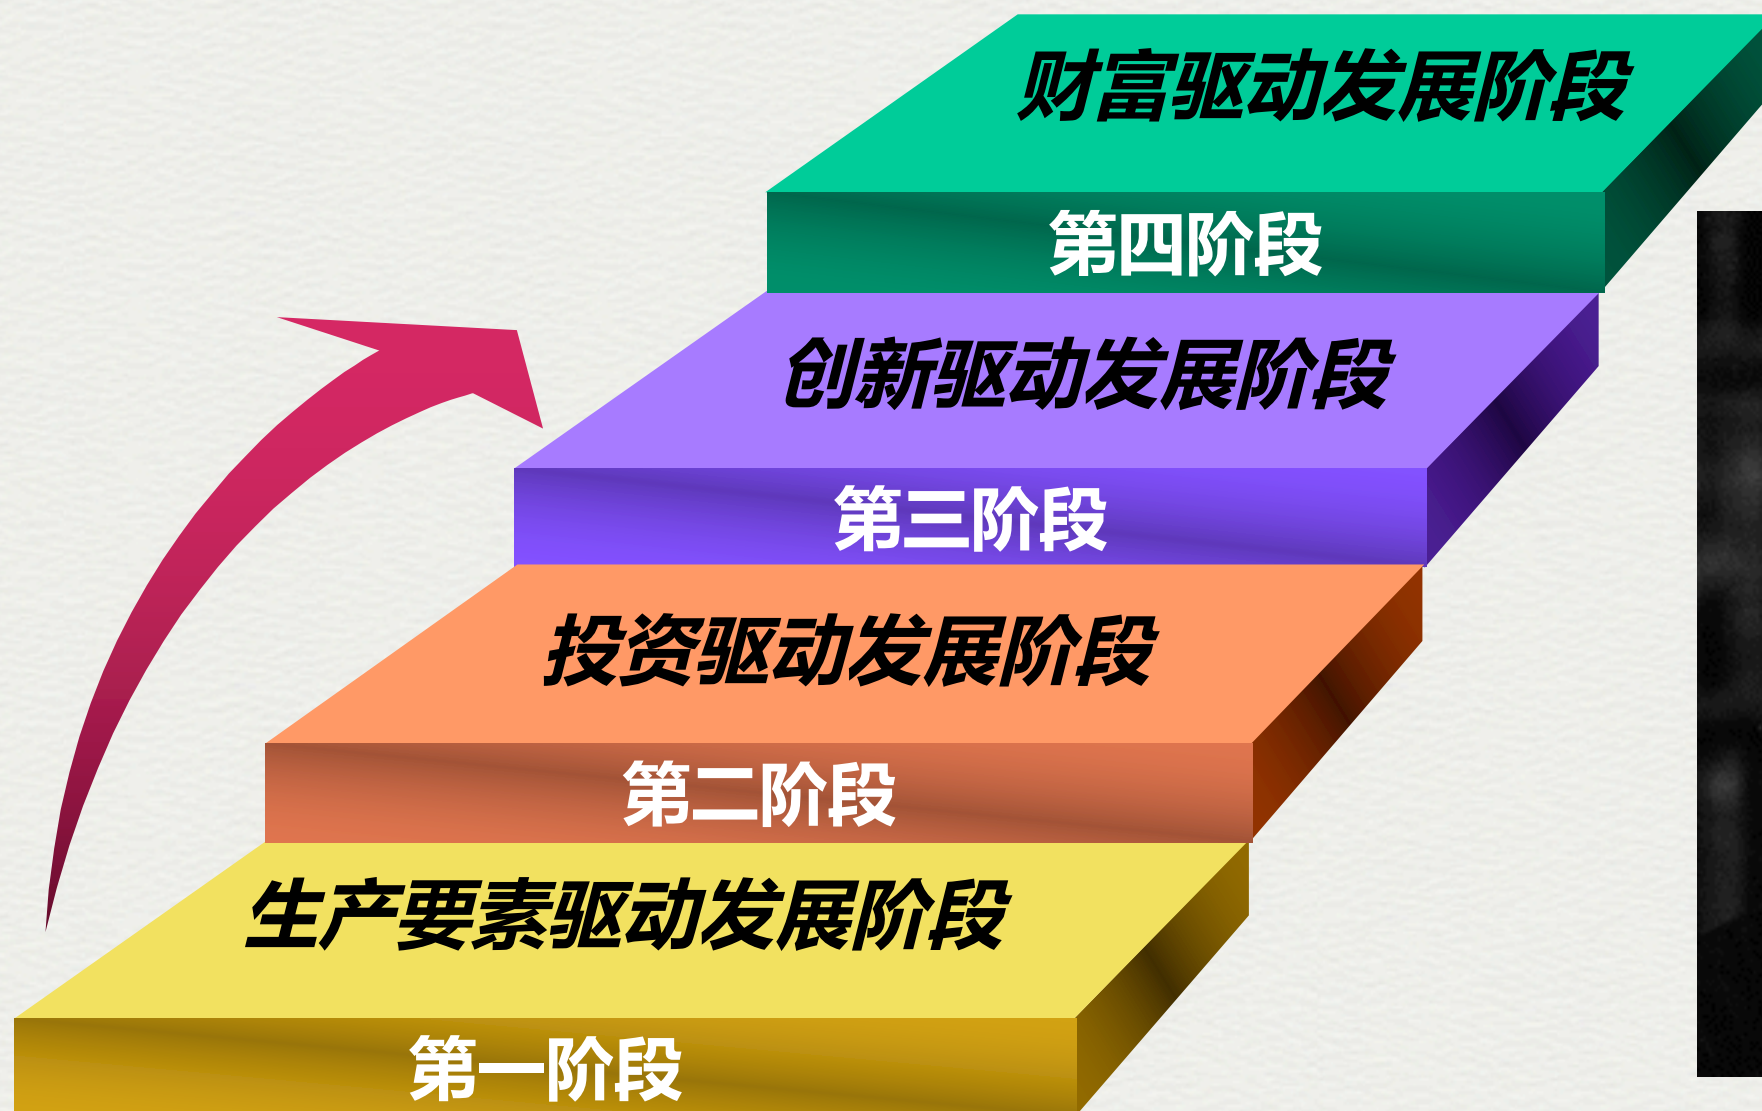 财富驱动发展阶段
第四阶段
创新驱动发展阶段
第三阶段
投资驱动发展阶段
第二阶段
生产要素驱动发展阶段
第一阶段